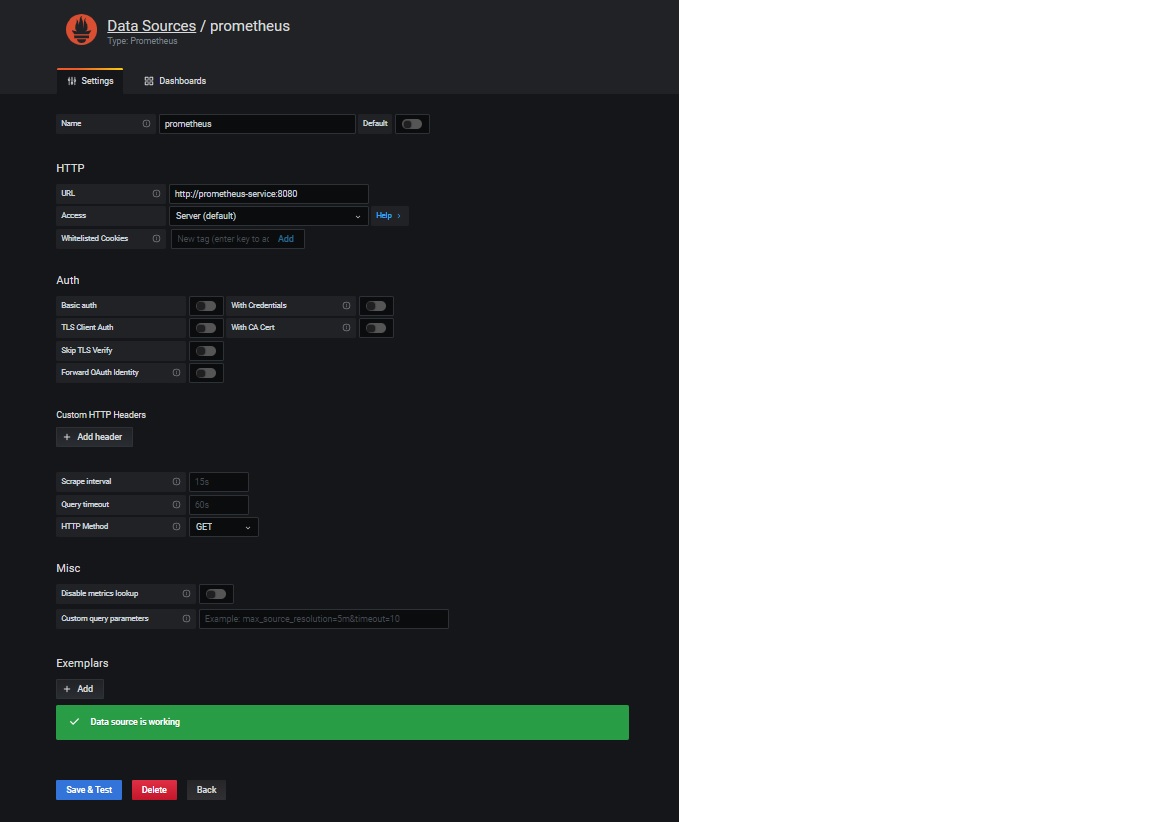 Data Sources / prometheus
Type: Prometheus
Settings Dashboards
Name prometheus Default
HTTP
URL http://prometheus-service:8080
Access Server (default) Help ›
Whitelisted Cookies New tag (enter key to ac Add
Auth
Basic auth With Credentials
TLS Client Auth With CA Cert
Skip TLS Verify
Forward OAuth Identity
Custom HTTP Headers
+ Add header
Scrape interval 15s
Query timeout 60s
HTTP Method GET
Misc
Disable metrics lookup
Custom query parameters Example: max_source_resolution=5m&timeout=10
Exemplars
+ Add
Data source is working
Save & Test Delete Back